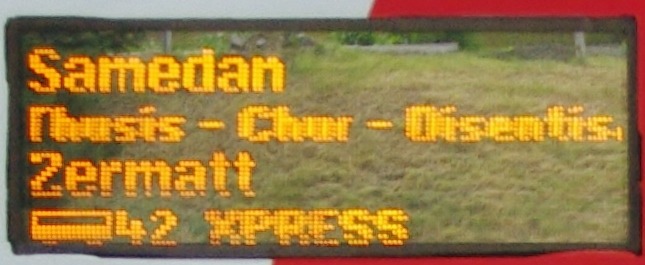 Samedan
Thusis - Chur - Disentis
Zermatt
42 XPRESS